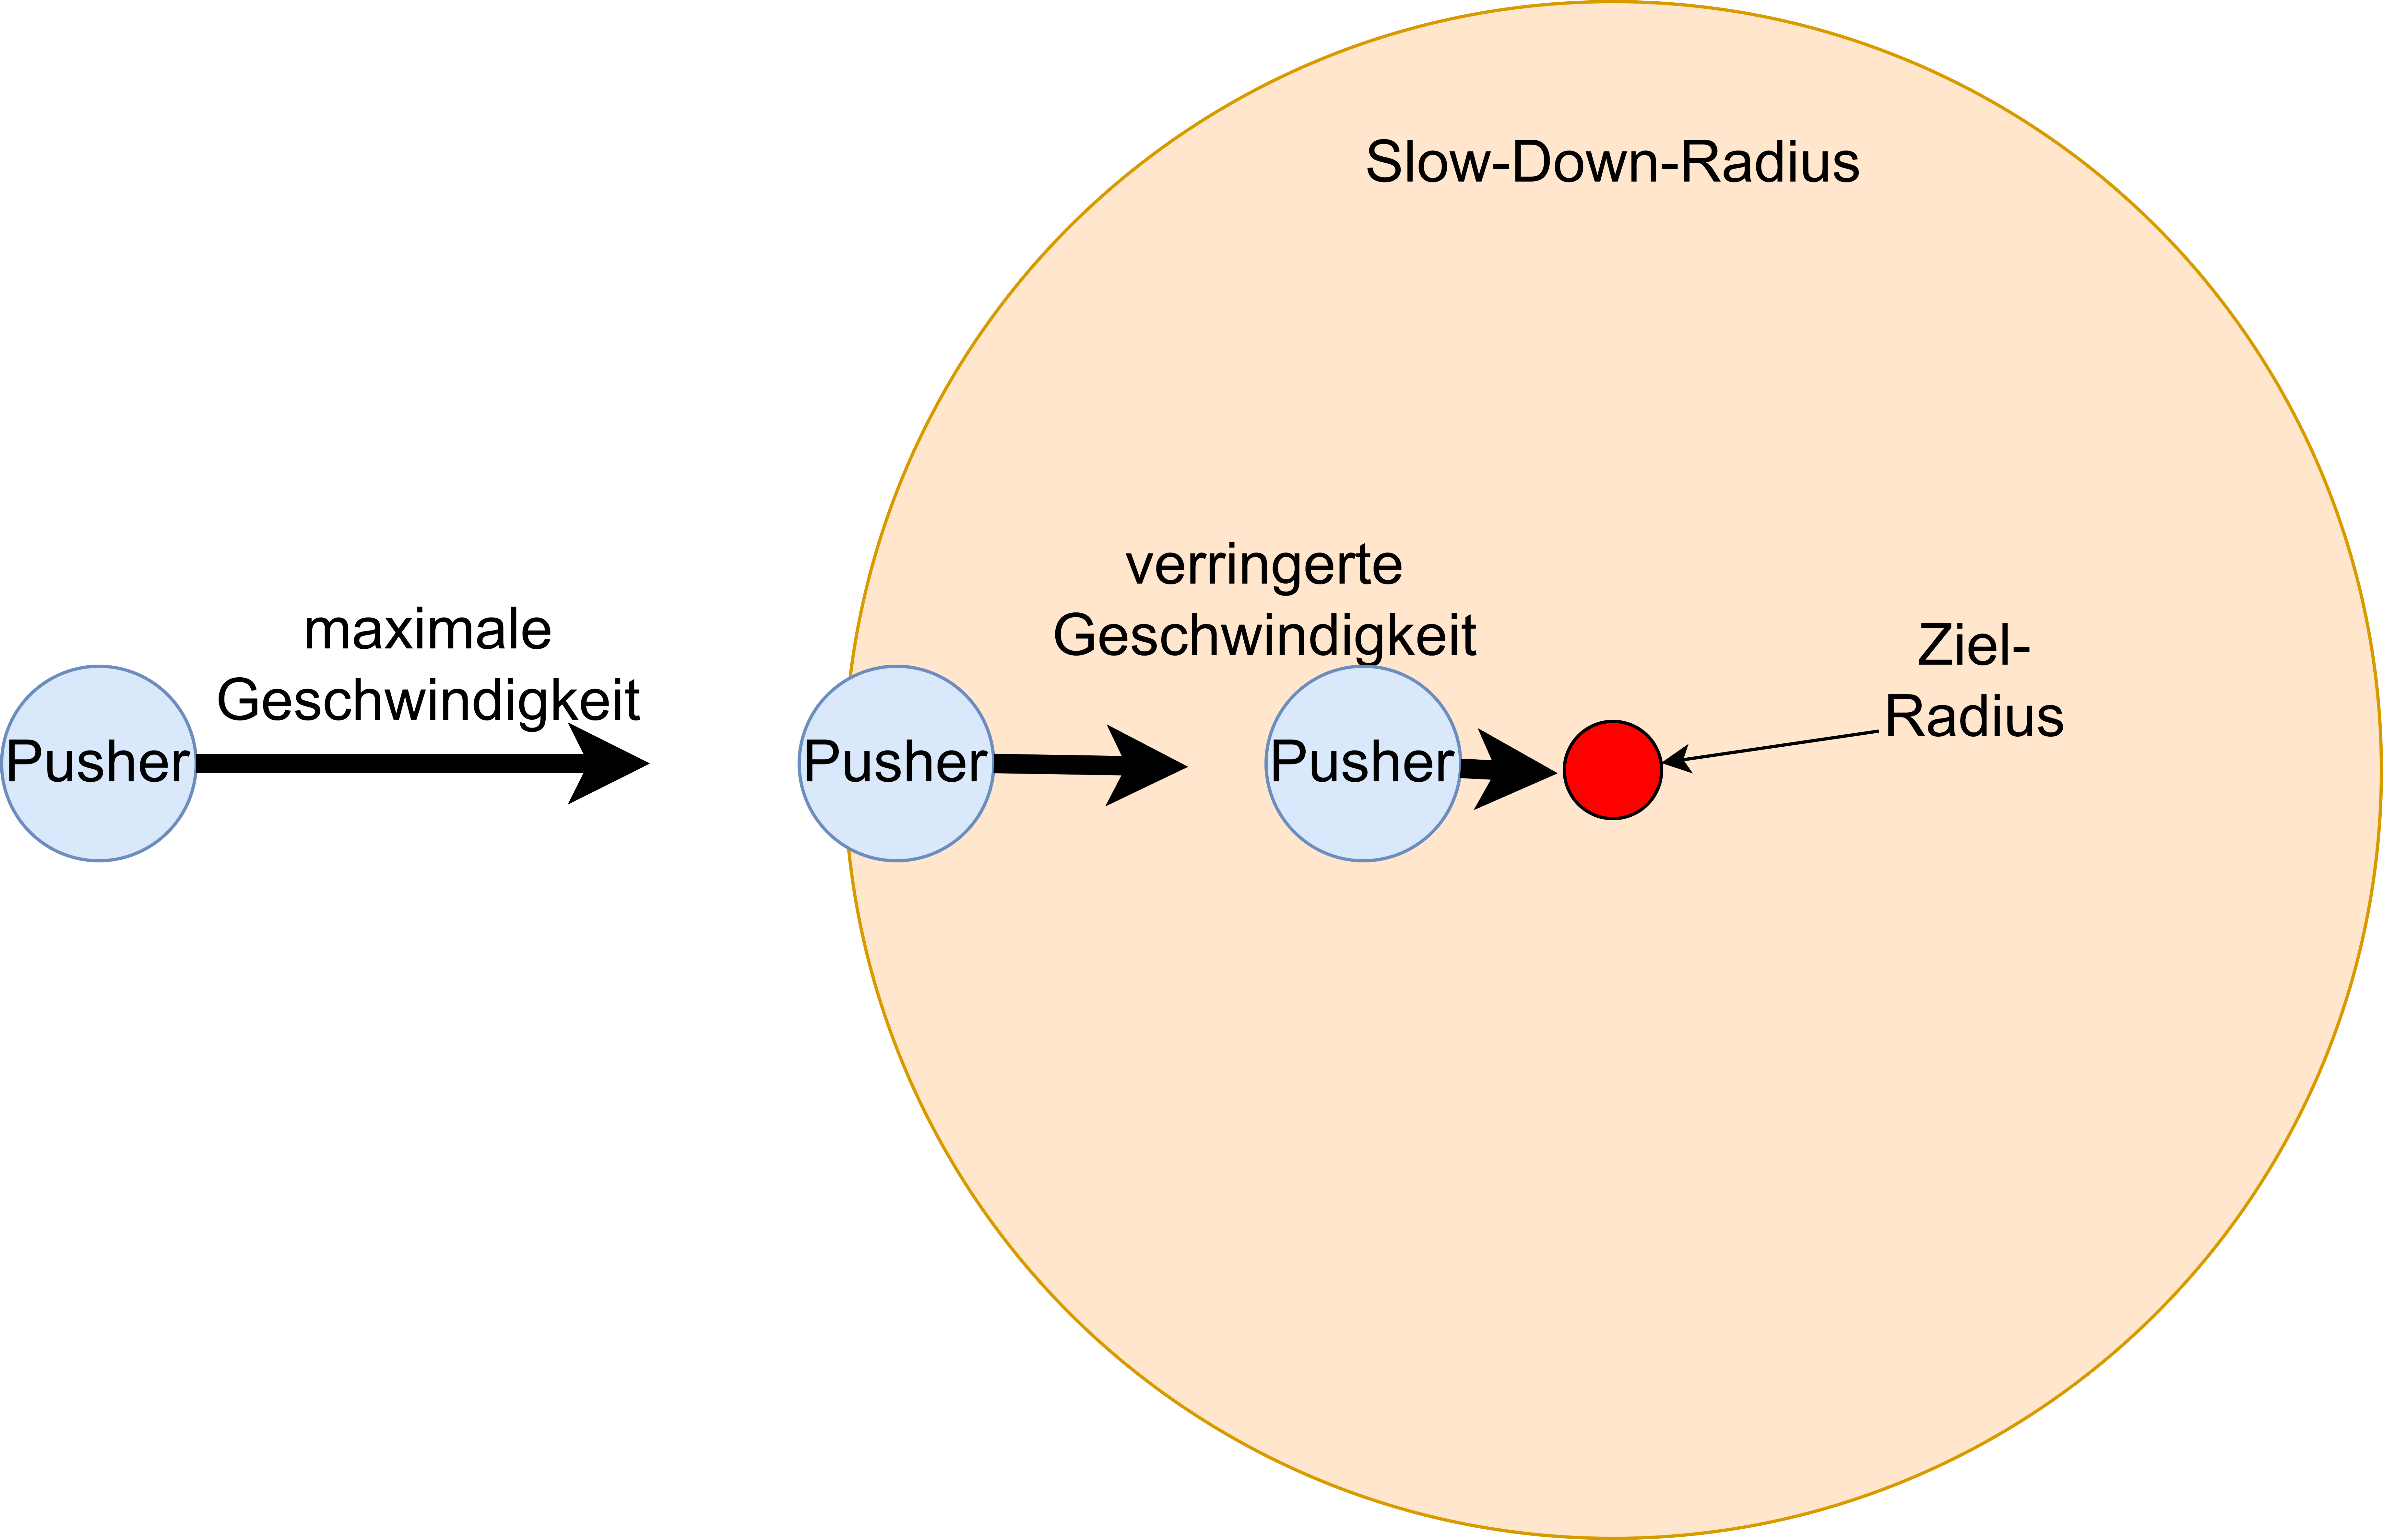 Slow-Down-Radius
maximale
Geschwindigkeit
verringerte
Geschwindigkeit
Ziel-
Radius
Pusher
Pusher
Pusher